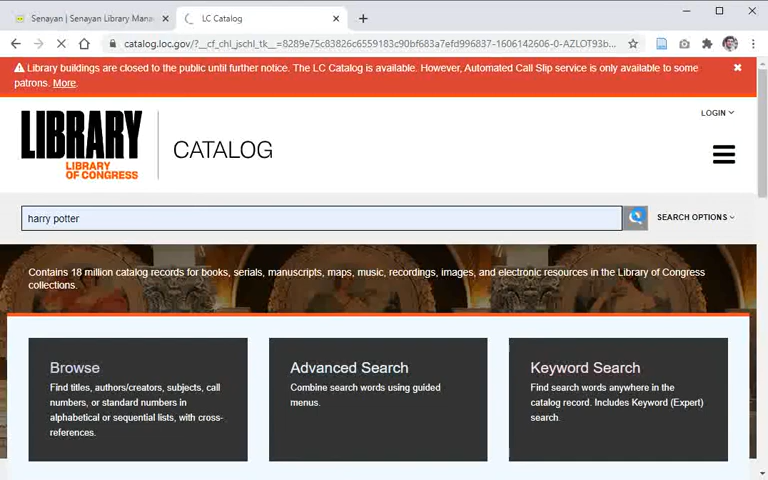 Senayan | Senayan Library Mana
LC Catalog
catalog.loc.gov/?__cf_chl_jschl_tk__=8289e75c83826c6559183c90bf683a7efd996837-1606142606-0-AZLOT93b...
Library buildings are closed to the public until further notice. The LC Catalog is available. However, Automated Call Slip service is only available to some
patrons. More.
LOGIN
LIBRARY
LIBRARY
OF CONGRESS
CATALOG
harry potter
SEARCH OPTIONS
Contains 18 million catalog records for books, serials, manuscripts, maps, music, recordings, images, and electronic resources in the Library of Congress
collections.
Browse
Find titles, authors/creators, subjects, call
numbers, or standard numbers in
alphabetical or sequential lists, with cross-
references.
Advanced Search
Combine search words using guided
menus.
Keyword Search
Find search words anywhere in the
catalog record. Includes Keyword (Expert)
search.